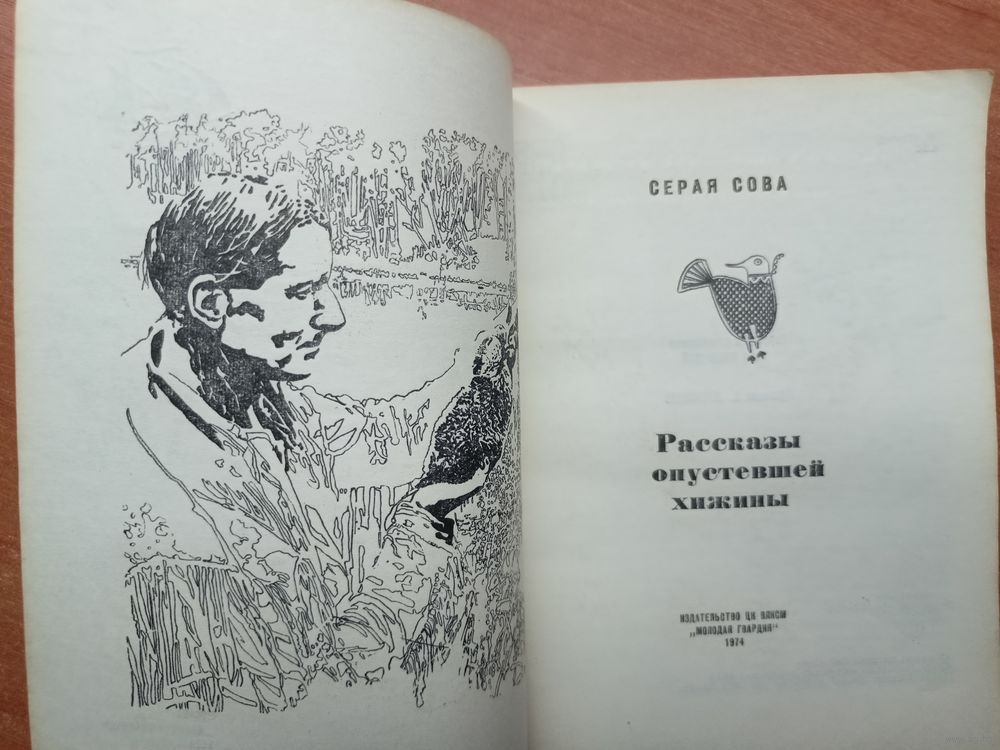 СЕРАЯ СОВА
Рассказы
опустевшей
хижины
ИЗДАТЕЛЬСТВО ЦК ВЛКСМ
„МОЛОДАЯ ГВАРДИЯ“
1974